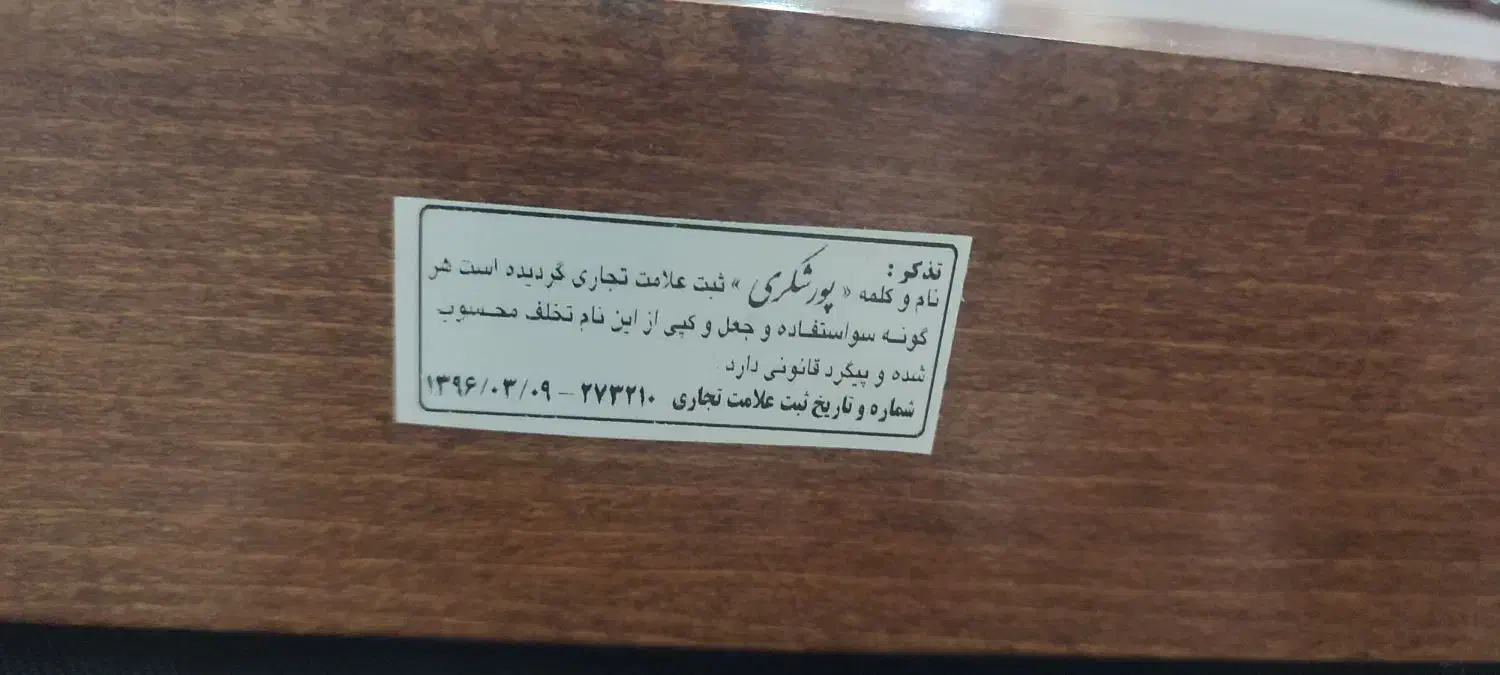 تذکر :
نام و کلمه « پورشکری » ثبت علامت تجاری گردیده است هر
گونه سواستفاده و جعل و کپی از این نام تخلف محسوب
شده و پیگرد قانونی دارد
شماره و تاریخ ثبت علامت تجاری ۲۷۳۲۱۰ – ۱۳۹۶/۰۳/۰۹